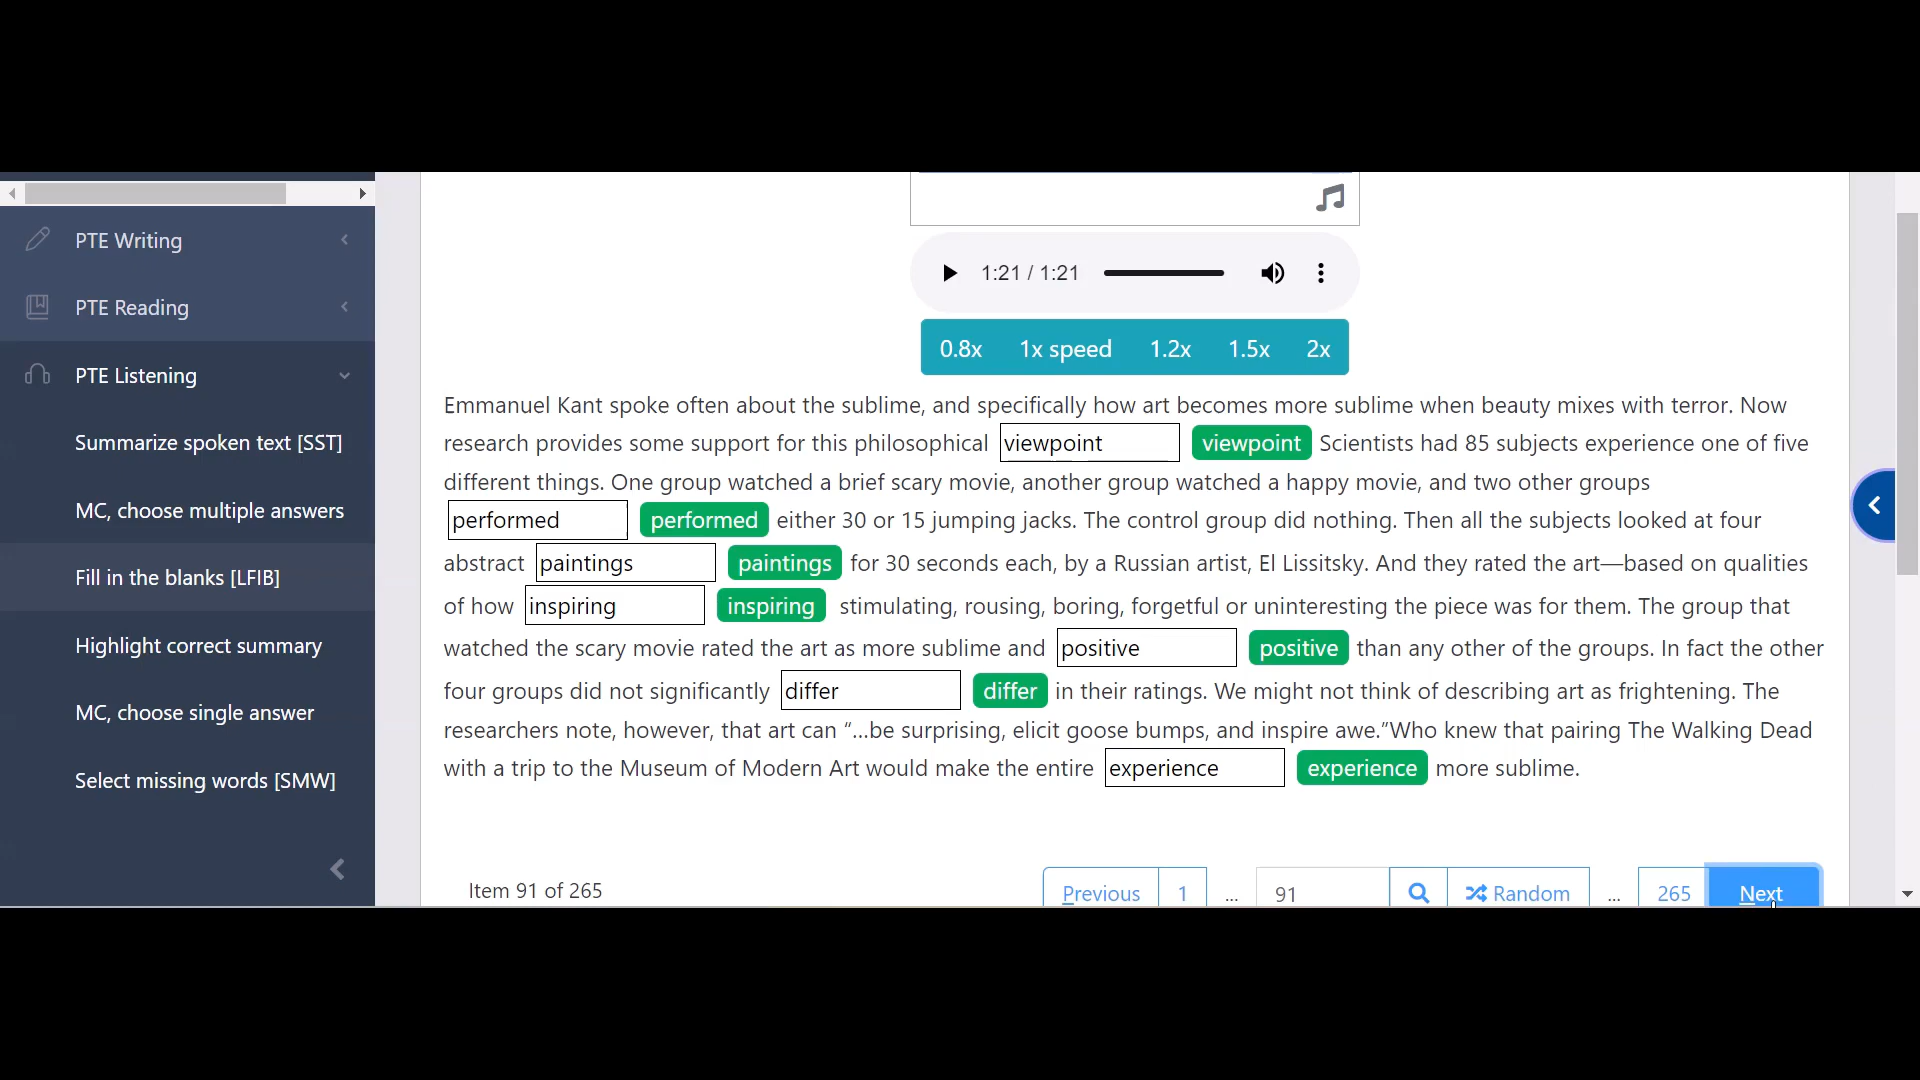 PTE Writing
PTE Reading
PTE Listening
Summarize spoken text [SST]
MC, choose multiple answers
Fill in the blanks [LFIB]
Highlight correct summary
MC, choose single answer
Select missing words [SMW]
1:21 / 1:21
0.8x 1x speed 1.2x 1.5x 2x
Emmanuel Kant spoke often about the sublime, and specifically how art becomes more sublime when beauty mixes with terror. Now
research provides some support for this philosophical viewpoint viewpoint Scientists had 85 subjects experience one of five
different things. One group watched a brief scary movie, another group watched a happy movie, and two other groups
performed performed either 30 or 15 jumping jacks. The control group did nothing. Then all the subjects looked at four
abstract paintings paintings for 30 seconds each, by a Russian artist, El Lissitsky. And they rated the art—based on qualities
of how inspiring inspiring stimulating, rousing, boring, forgetful or uninteresting the piece was for them. The group that
watched the scary movie rated the art as more sublime and positive positive than any other of the groups. In fact the other
four groups did not significantly differ differ in their ratings. We might not think of describing art as frightening. The
researchers note, however, that art can “…be surprising, elicit goose bumps, and inspire awe.”Who knew that pairing The Walking Dead
with a trip to the Museum of Modern Art would make the entire experience experience more sublime.
Item 91 of 265
Previous 1 ... 91 Random ... 265 Next